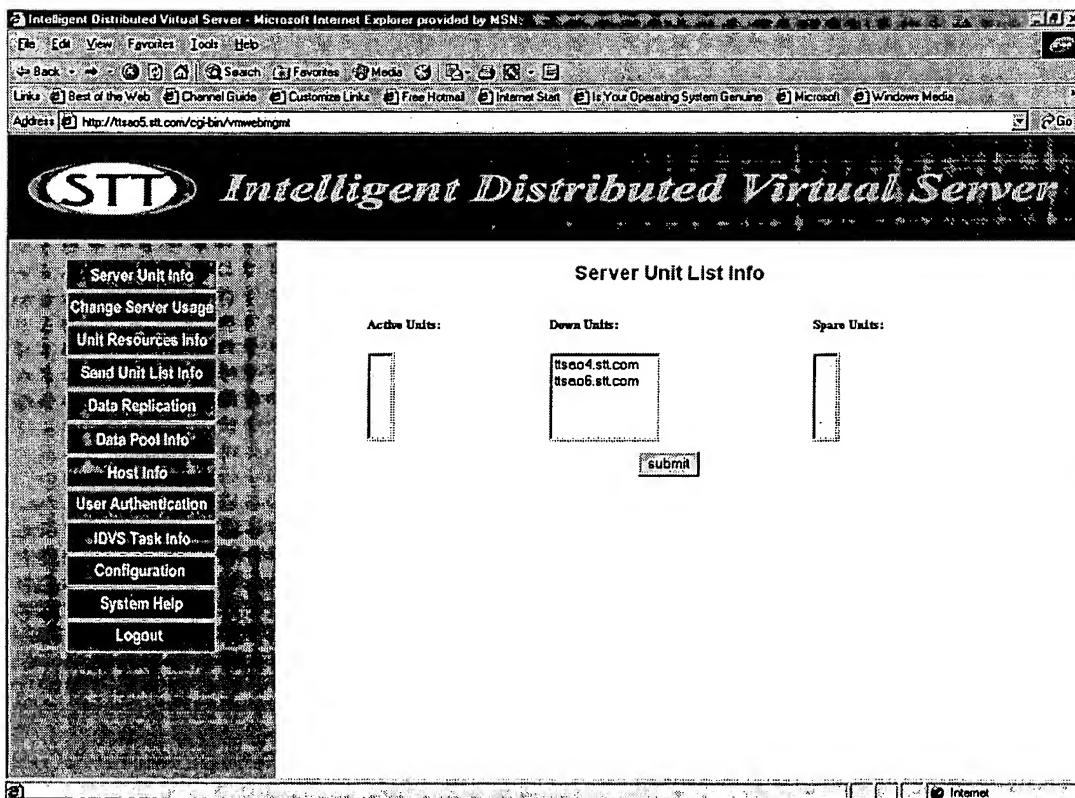 Intelligent Distributed Virtual Server - Microsoft Internet Explorer provided by MSN
File Edit View Favorites Tools Help
Back Search Favorites Media
Links Best of the Web Channel Guide Customize Links Free Hotmail Internet Start Is Your Operating System Genuine Microsoft Windows Media
Address http://ttsao5.stt.com/cgi-bin/vmwebmgmt Go
STT Intelligent Distributed Virtual Server
Server Unit Info
Change Server Usage
Unit Resources Info
Send Unit List Info
Data Replication
Data Pool Info
Host Info
User Authentication
IDVS Task Info
Configuration
System Help
Logout
Server Unit List Info
Active Units: Down Units: Spare Units:
ttsao4.stt.com
ttsao6.stt.com
submit
Internet